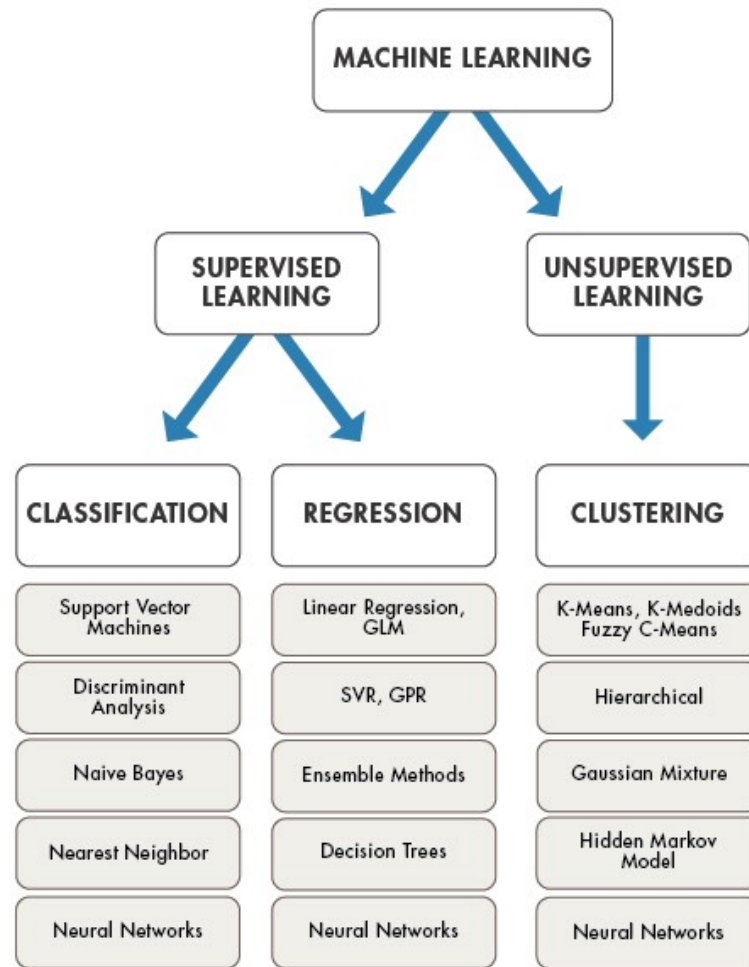 MACHINE LEARNING
SUPERVISED
LEARNING
UNSUPERVISED
LEARNING
CLASSIFICATION
Support Vector
Machines
Discriminant
Analysis
Naive Bayes
Nearest Neighbor
Neural Networks
REGRESSION
Linear Regression,
GLM
SVR, GPR
Ensemble Methods
Decision Trees
Neural Networks
CLUSTERING
K-Means, K-Medoids
Fuzzy C-Means
Hierarchical
Gaussian Mixture
Hidden Markov
Model
Neural Networks